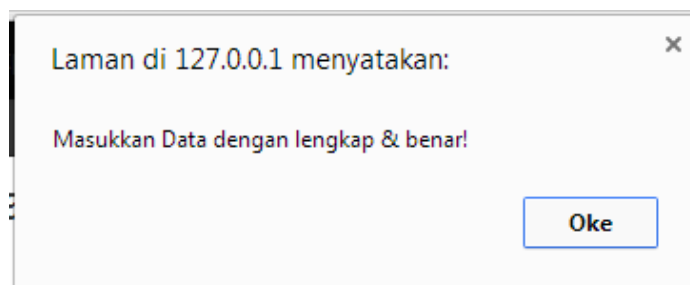 Laman di 127.0.0.1 menyatakan:
Masukkan Data dengan lengkap & benar!
Oke